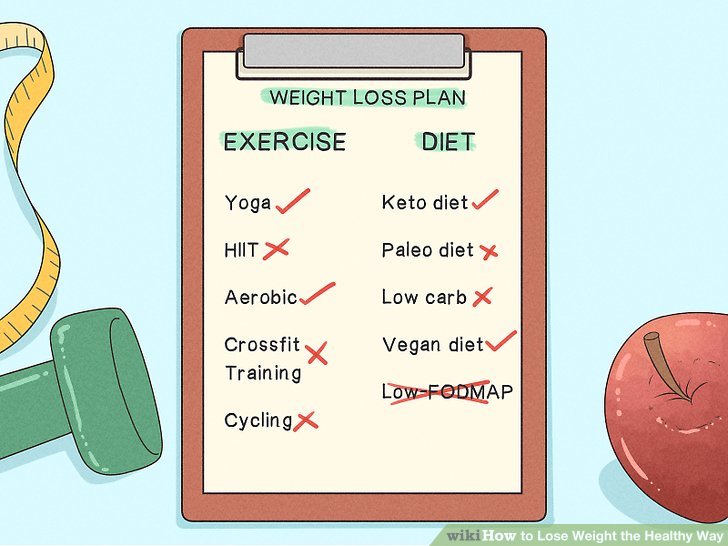 WEIGHT LOSS PLAN
EXERCISE
Yoga
HIIT
Aerobic
Crossfit
Training
Cycling
DIET
Keto diet
Paleo diet
Low carb
Vegan diet
Low-FODMAP
wikiHow to Lose Weight the Healthy Way